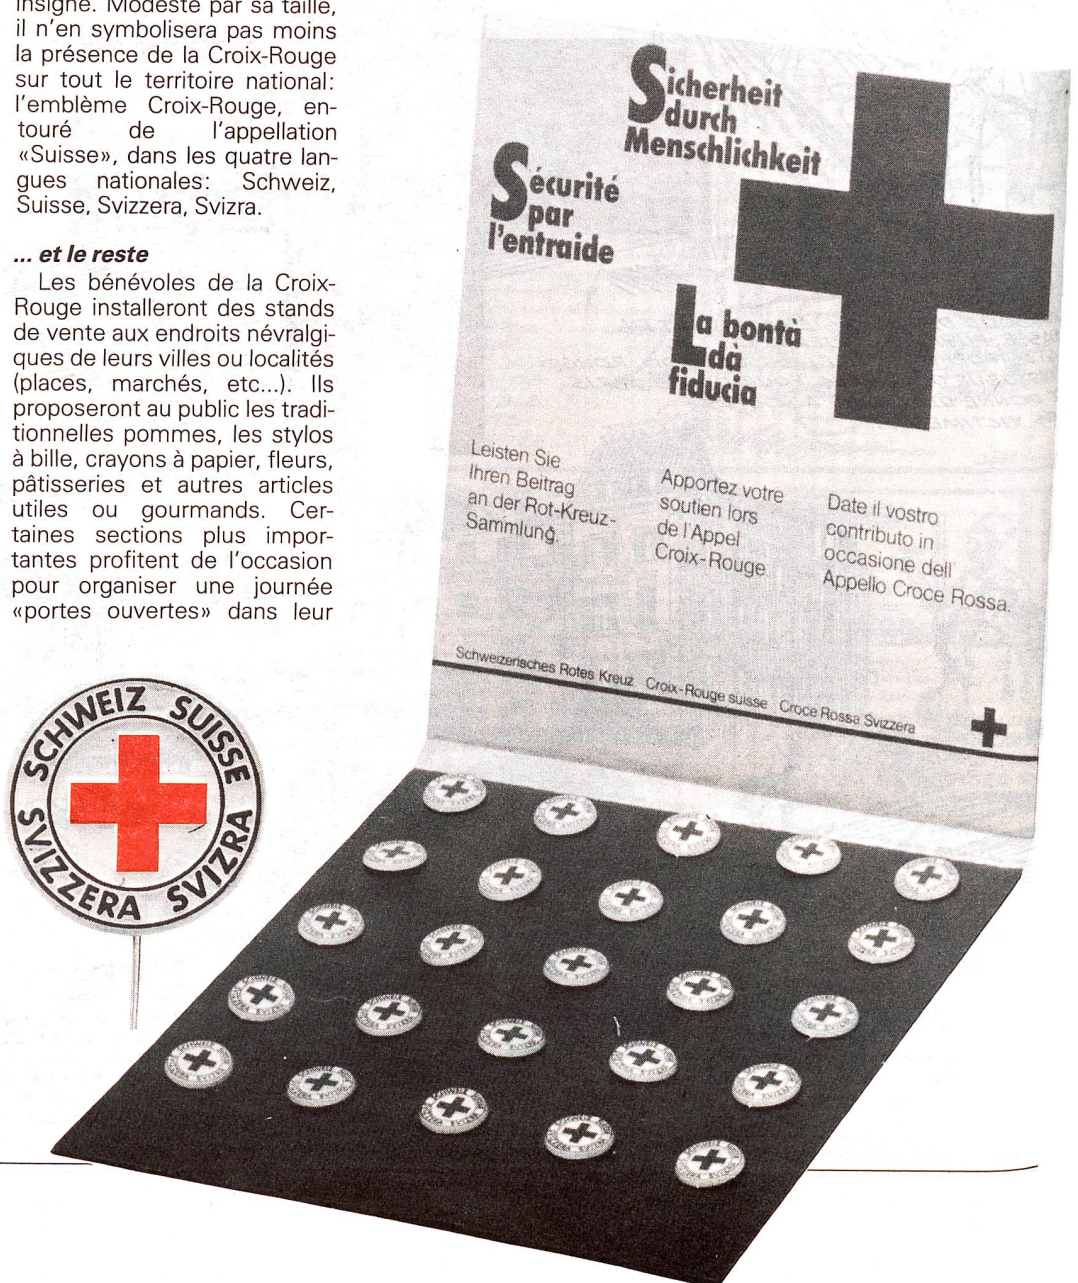 insigne. Modeste par sa taille,
il n'en symbolisera pas moins
la présence de la Croix-Rouge
sur tout le territoire national:
l'emblème Croix-Rouge, en-
touré de l'appellation
«Suisse», dans les quatre lan-
gues nationales: Schweiz,
Suisse, Svizzera, Svizra.
... et le reste
Les bénévoles de la Croix-
Rouge installeront des stands
de vente aux endroits névralgi-
ques de leurs villes ou localités
(places, marchés, etc...). Ils
proposeront au public les tradi-
tionnelles pommes, les stylos
à bille, crayons à papier, fleurs,
pâtisseries et autres articles
utiles ou gourmands. Cer-
taines sections plus impor-
tantes profitent de l'occasion
pour organiser une journée
«portes ouvertes» dans leur
SCHWEIZ SUISSE
SVIZZERA SVIZRA
Sicherheit
durch
Menschlichkeit
Sécurité
par
l'entraide
La bontà
dà
fiducia
Leisten Sie
Ihren Beitrag
an der Rot-Kreuz-
Sammlung.
Apportez votre
soutien lors
de l'Appel
Croix-Rouge
Date il vostro
contributo in
occasione dell'
Appello Croce Rossa.
Schweizerisches Rotes Kreuz Croix-Rouge suisse Croce Rossa Svizzera